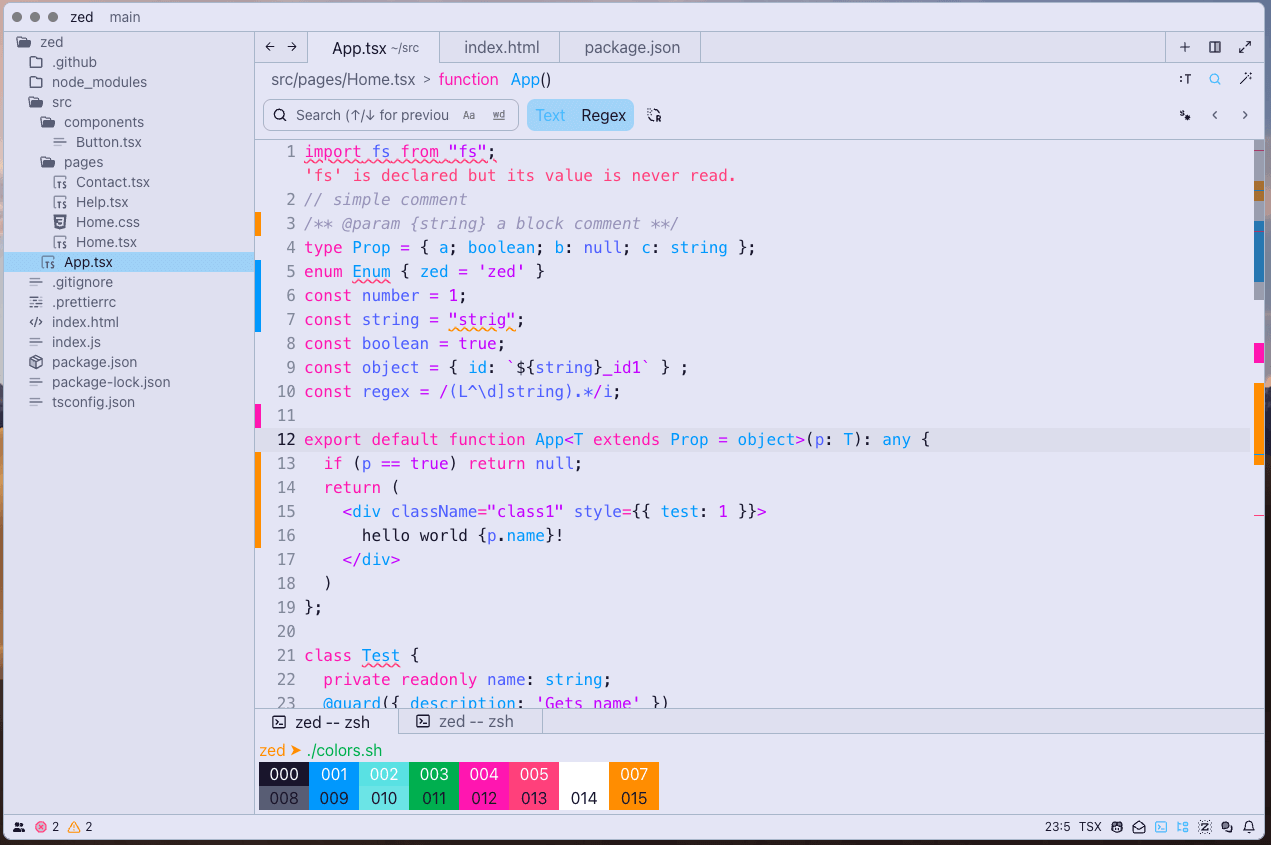 zed main
zed
.github
node_modules
src
components
Button.tsx
pages
Contact.tsx
Help.tsx
Home.css
Home.tsx
App.tsx
.gitignore
.prettierrc
index.html
index.js
package.json
package-lock.json
tsconfig.json
App.tsx ~/src
index.html
package.json
src/pages/Home.tsx > function App()
:T
Search (↑/↓ for previou Aa wd
Text Regex
1 import fs from "fs";
'fs' is declared but its value is never read.
2 // simple comment
3 /** @param {string} a block comment **/
4 type Prop = { a; boolean; b: null; c: string };
5 enum Enum { zed = 'zed' }
6 const number = 1;
7 const string = "strig";
8 const boolean = true;
9 const object = { id: `${string}_id1` } ;
10 const regex = /(L^\d]string).*/i;
11
12 export default function App<T extends Prop = object>(p: T): any {
13 if (p == true) return null;
14 return (
15 <div className="class1" style={{ test: 1 }}>
16 hello world {p.name}!
17 </div>
18 )
19 };
20
21 class Test {
22 private readonly name: string;
23 @guard({ description: 'Gets name' })
zed -- zsh
zed -- zsh
zed ➤ ./colors.sh
000 001 002 003 004 005 007
008 009 010 011 012 013 014 015
2 2
23:5 TSX